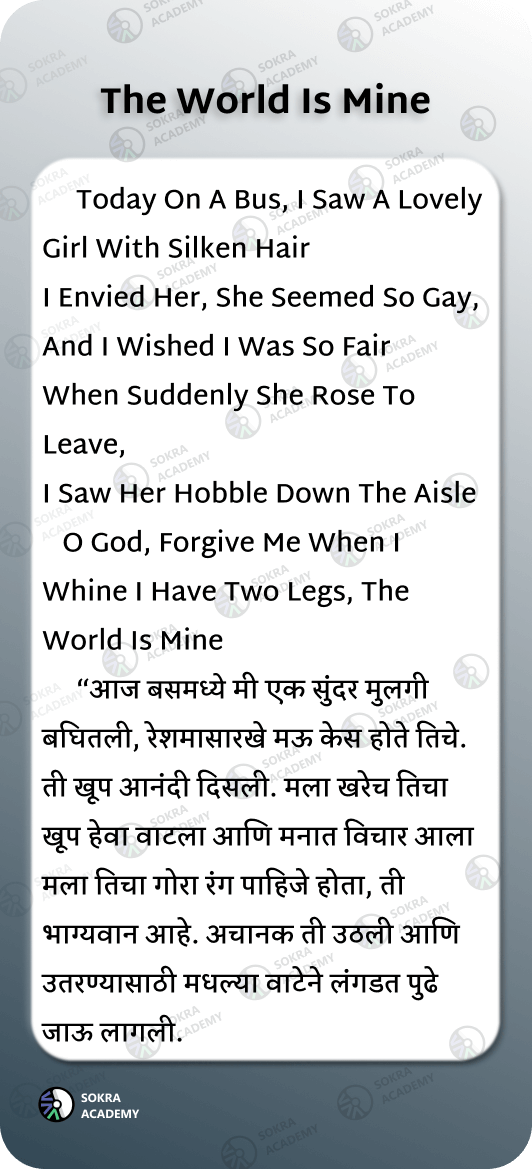 The World Is Mine
Today On A Bus, I Saw A Lovely
Girl With Silken Hair
I Envied Her, She Seemed So Gay,
And I Wished I Was So Fair
When Suddenly She Rose To
Leave,
I Saw Her Hobble Down The Aisle
O God, Forgive Me When I
Whine I Have Two Legs, The
World Is Mine
“आज बसमध्ये मी एक सुंदर मुलगी
बघितली, रेशमासारखे मऊ केस होते तिचे.
ती खूप आनंदी दिसली. मला खरेच तिचा
खूप हेवा वाटला आणि मनात विचार आला
मला तिचा गोरा रंग पाहिजे होता, ती
भाग्यवान आहे. अचानक ती उठली आणि
उतरण्यासाठी मधल्या वाटेने लंगडत पुढे
जाऊ लागली.
SOKRA
ACADEMY